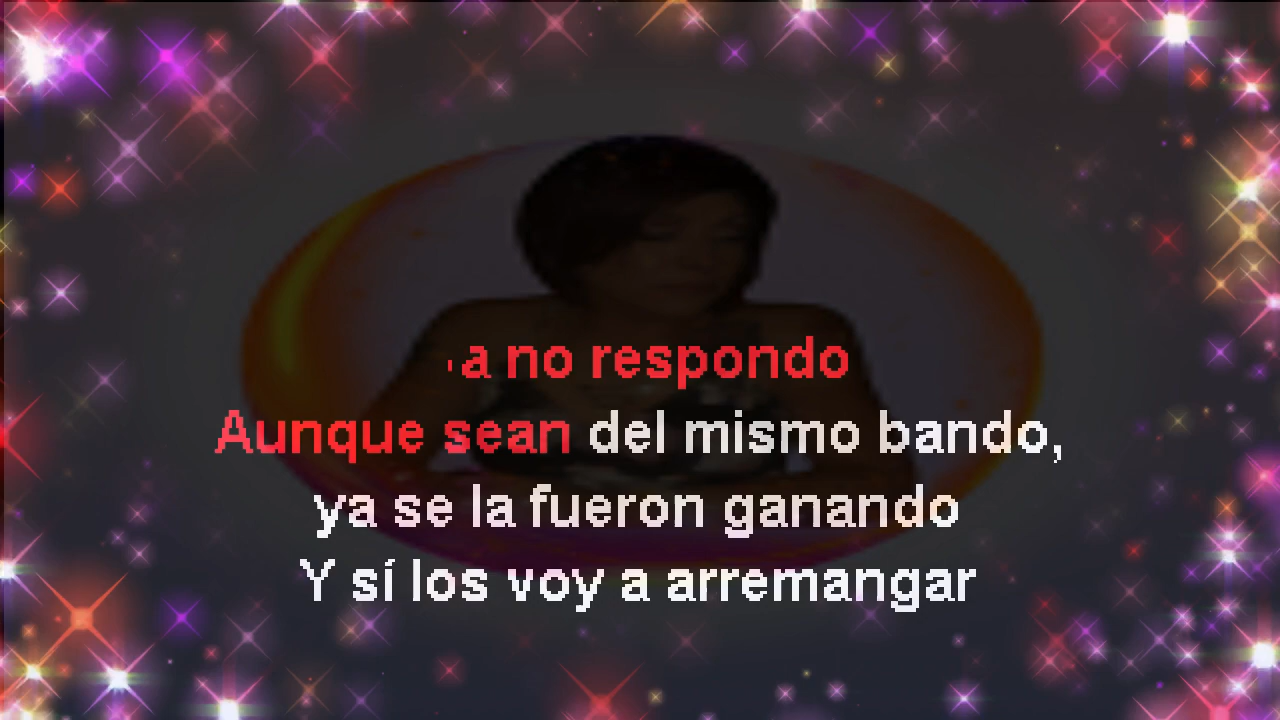 a no respondo
Aunque sean del mismo bando,
ya se la fueron ganando
Y sí los voy a arremangar